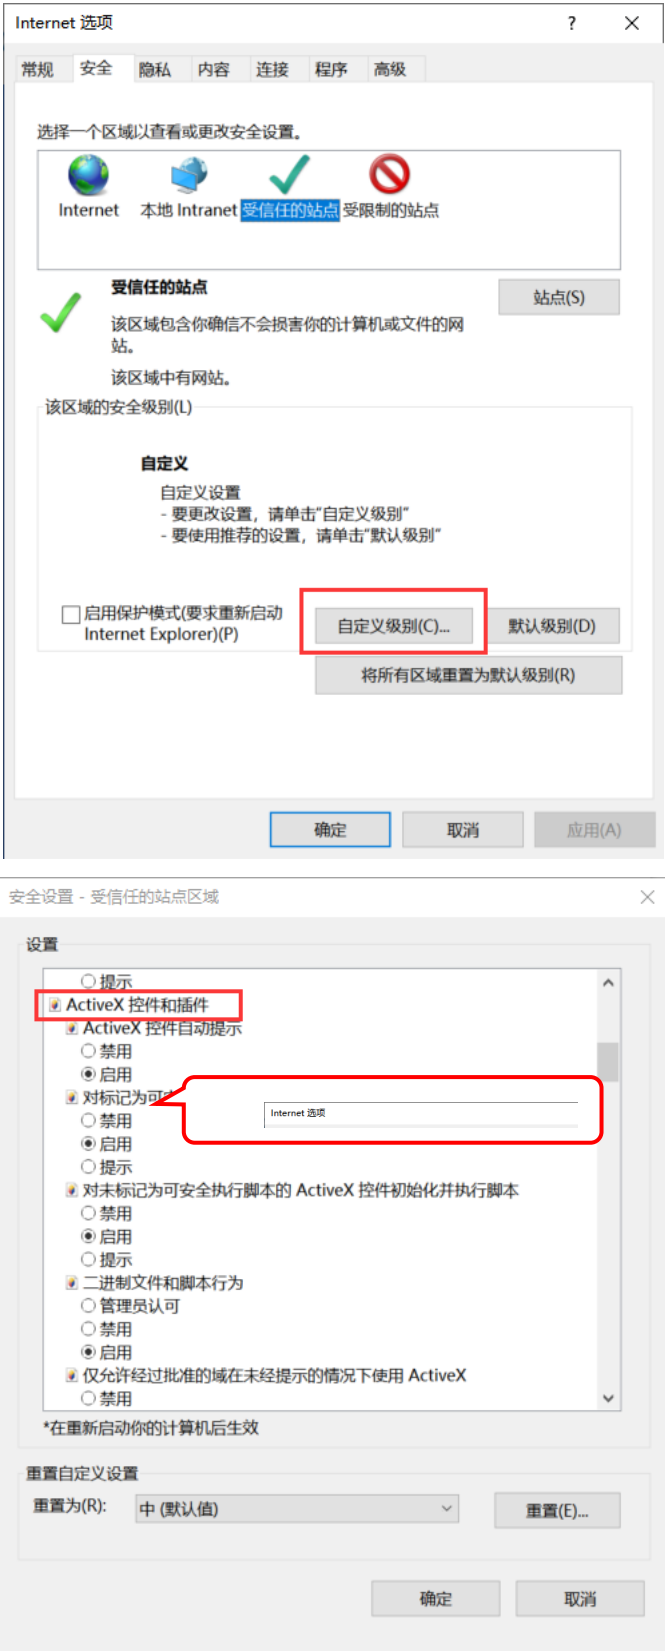 Internet 选项
常规 安全 隐私 内容 连接 程序 高级
选择一个区域以查看或更改安全设置。
Internet 本地 Intranet 受信任的站点 受限制的站点
受信任的站点
站点(S)
该区域包含你确信不会损害你的计算机或文件的网
站。
该区域中有网站。
该区域的安全级别(L)
自定义
自定义设置
- 要更改设置，请单击"自定义级别"
- 要使用推荐的设置，请单击"默认级别"
启用保护模式(要求重新启动
Internet Explorer)(P)
自定义级别(C)... 默认级别(D)
将所有区域重置为默认级别(R)
确定 取消 应用(A)
安全设置 - 受信任的站点区域
设置
提示
ActiveX 控件和插件
ActiveX 控件自动提示
禁用
启用
对标记为可
Internet 选项
禁用
启用
提示
对未标记为可安全执行脚本的 ActiveX 控件初始化并执行脚本
禁用
启用
提示
二进制文件和脚本行为
管理员认可
禁用
启用
仅允许经过批准的域在未经提示的情况下使用 ActiveX
禁用
*在重新启动你的计算机后生效
重置自定义设置
重置为(R): 中 (默认值) 重置(E)...
确定 取消